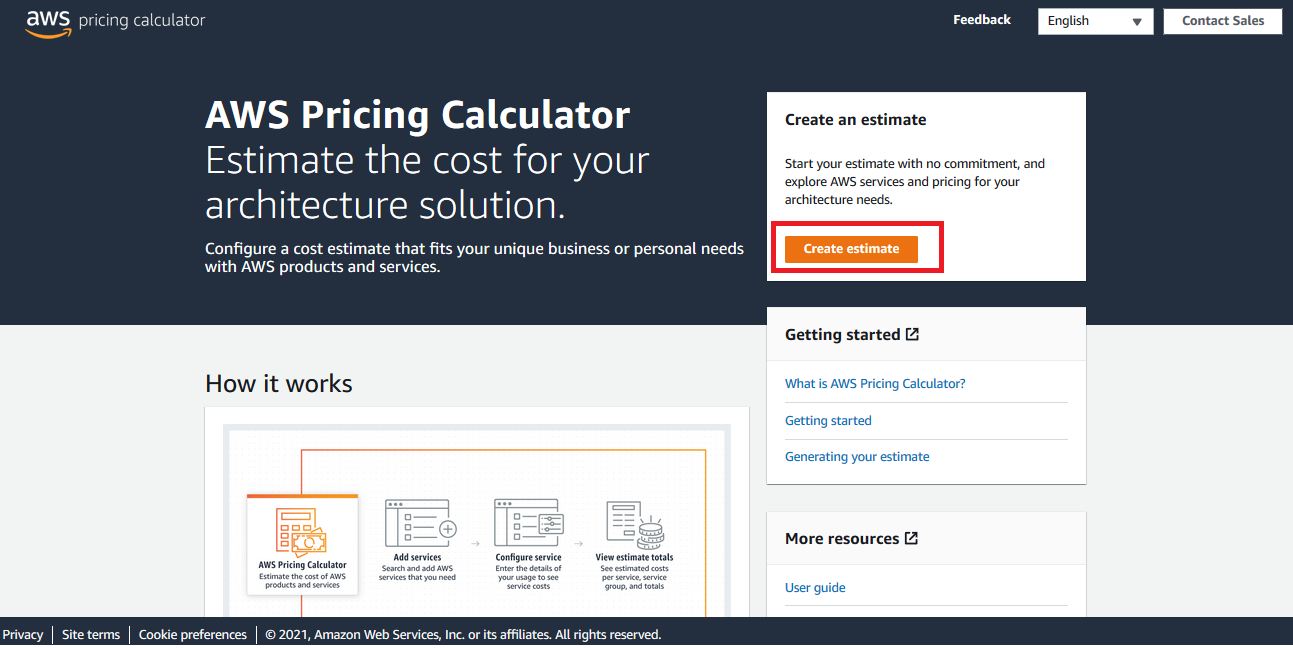 aws pricing calculator
Feedback
English
Contact Sales
AWS Pricing Calculator
Estimate the cost for your
architecture solution.
Configure a cost estimate that fits your unique business or personal needs
with AWS products and services.
Create an estimate
Start your estimate with no commitment, and
explore AWS services and pricing for your
architecture needs.
Create estimate
Getting started
What is AWS Pricing Calculator?
Getting started
Generating your estimate
How it works
AWS Pricing Calculator
Estimate the cost of AWS
products and services
Add services
Search and add AWS
services that you need
Configure service
Enter the details of
your usage to see
service costs
View estimate totals
See estimated costs
per service, service
group, and totals
More resources
User guide
Privacy
Site terms
Cookie preferences
© 2021, Amazon Web Services, Inc. or its affiliates. All rights reserved.